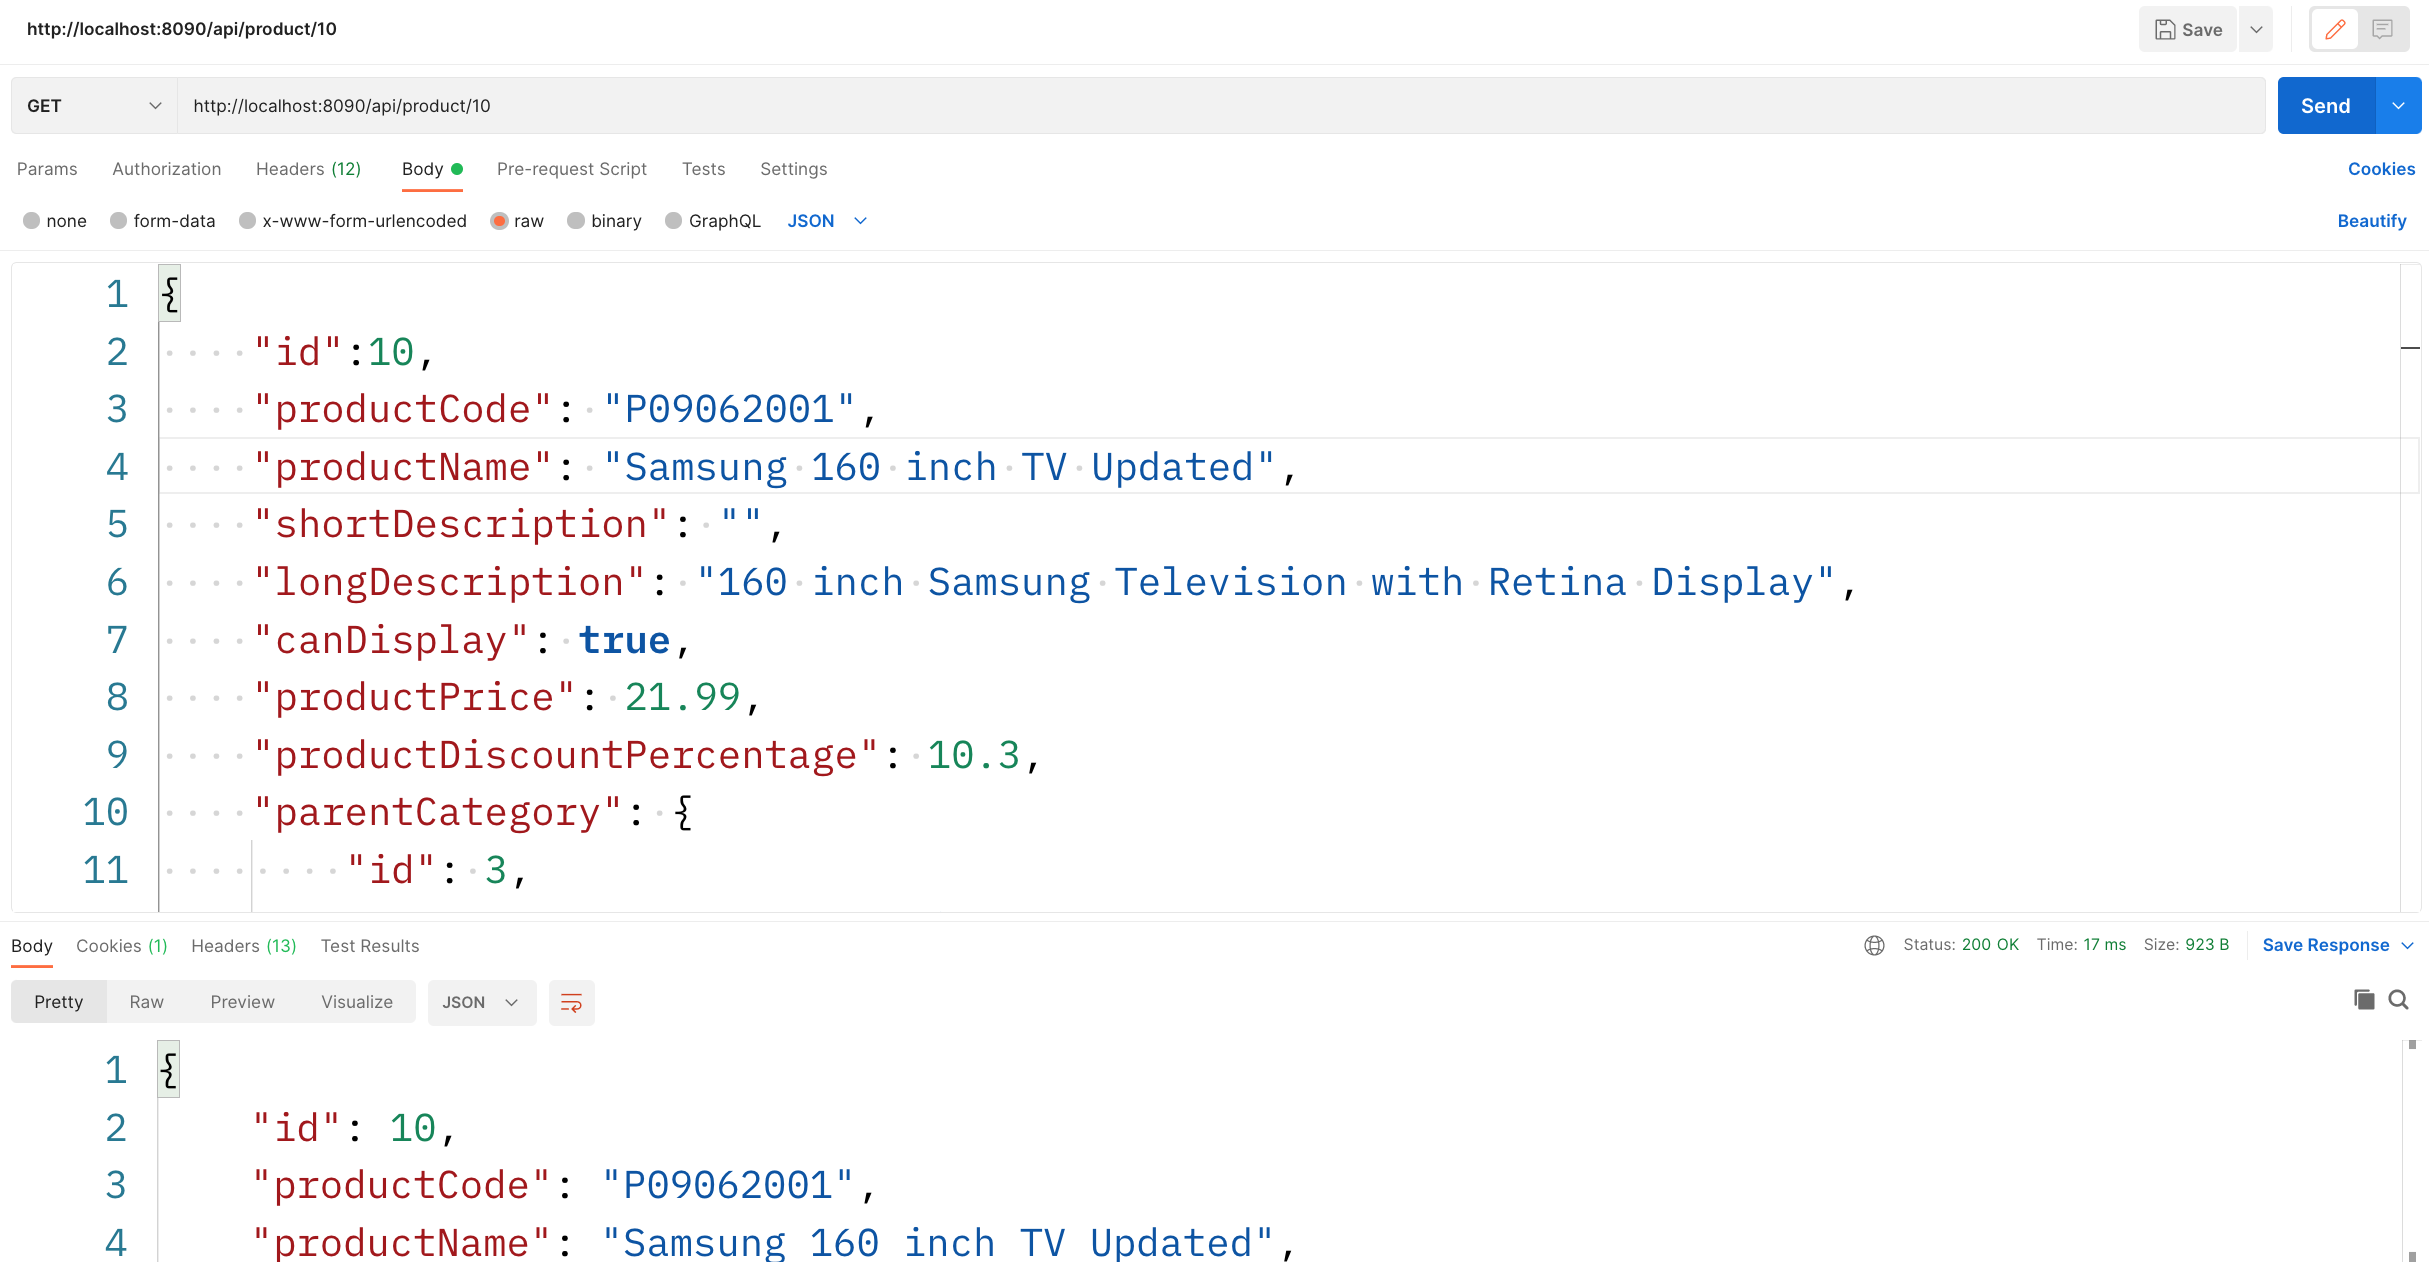 http://localhost:8090/api/product/10
Save
GET http://localhost:8090/api/product/10 Send
Params Authorization Headers (12) Body Pre-request Script Tests Settings Cookies
none form-data x-www-form-urlencoded raw binary GraphQL JSON Beautify
1 {
2 "id":10,
3 "productCode": "P09062001",
4 "productName": "Samsung 160 inch TV Updated",
5 "shortDescription": "",
6 "longDescription": "160 inch Samsung Television with Retina Display",
7 "canDisplay": true,
8 "productPrice": 21.99,
9 "productDiscountPercentage": 10.3,
10 "parentCategory": {
11 "id": 3,
Body Cookies (1) Headers (13) Test Results Status: 200 OK Time: 17 ms Size: 923 B Save Response
Pretty Raw Preview Visualize JSON
1 {
2 "id": 10,
3 "productCode": "P09062001",
4 "productName": "Samsung 160 inch TV Updated",